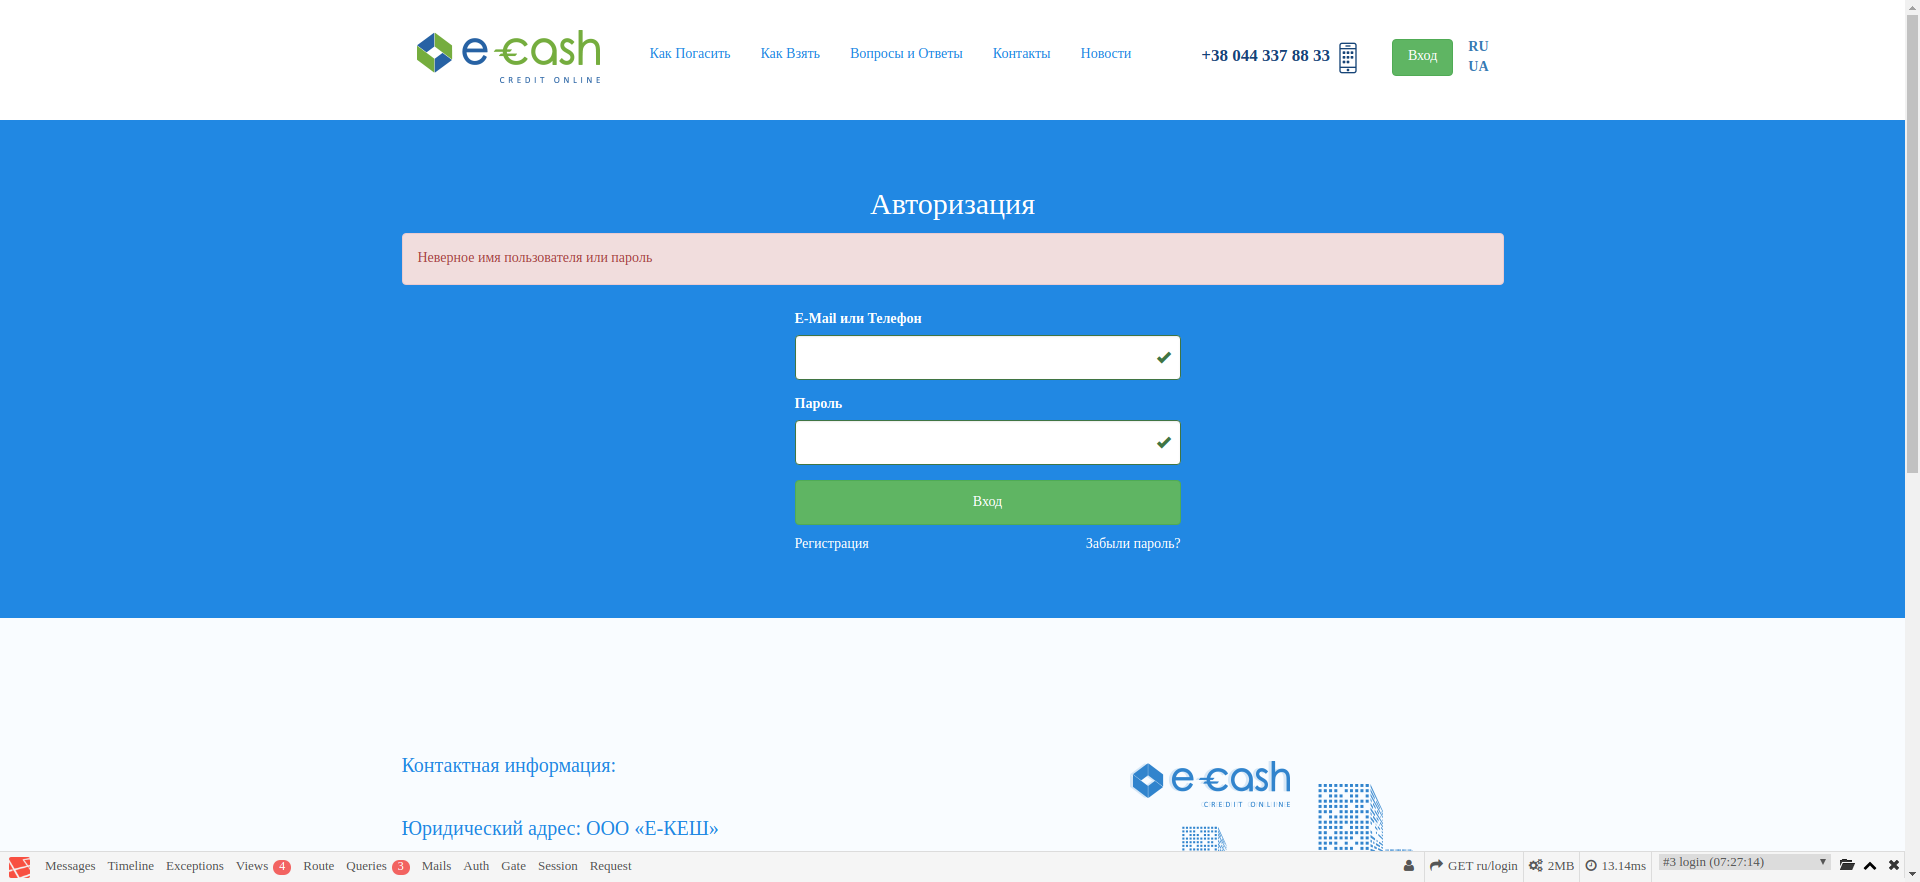 e-cash
CREDIT ONLINE
Как Погасить
Как Взять
Вопросы и Ответы
Контакты
Новости
+38 044 337 88 33
Вход
RU
UA
Авторизация
Неверное имя пользователя или пароль
E-Mail или Телефон
Пароль
Вход
Регистрация
Забыли пароль?
Контактная информация:
e-cash
CREDIT ONLINE
Юридический адрес: ООО «Е-КЕШ»
Messages Timeline Exceptions Views 4 Route Queries 3 Mails Auth Gate Session Request GET ru/login 2MB 13.14ms #3 login (07:27:14)